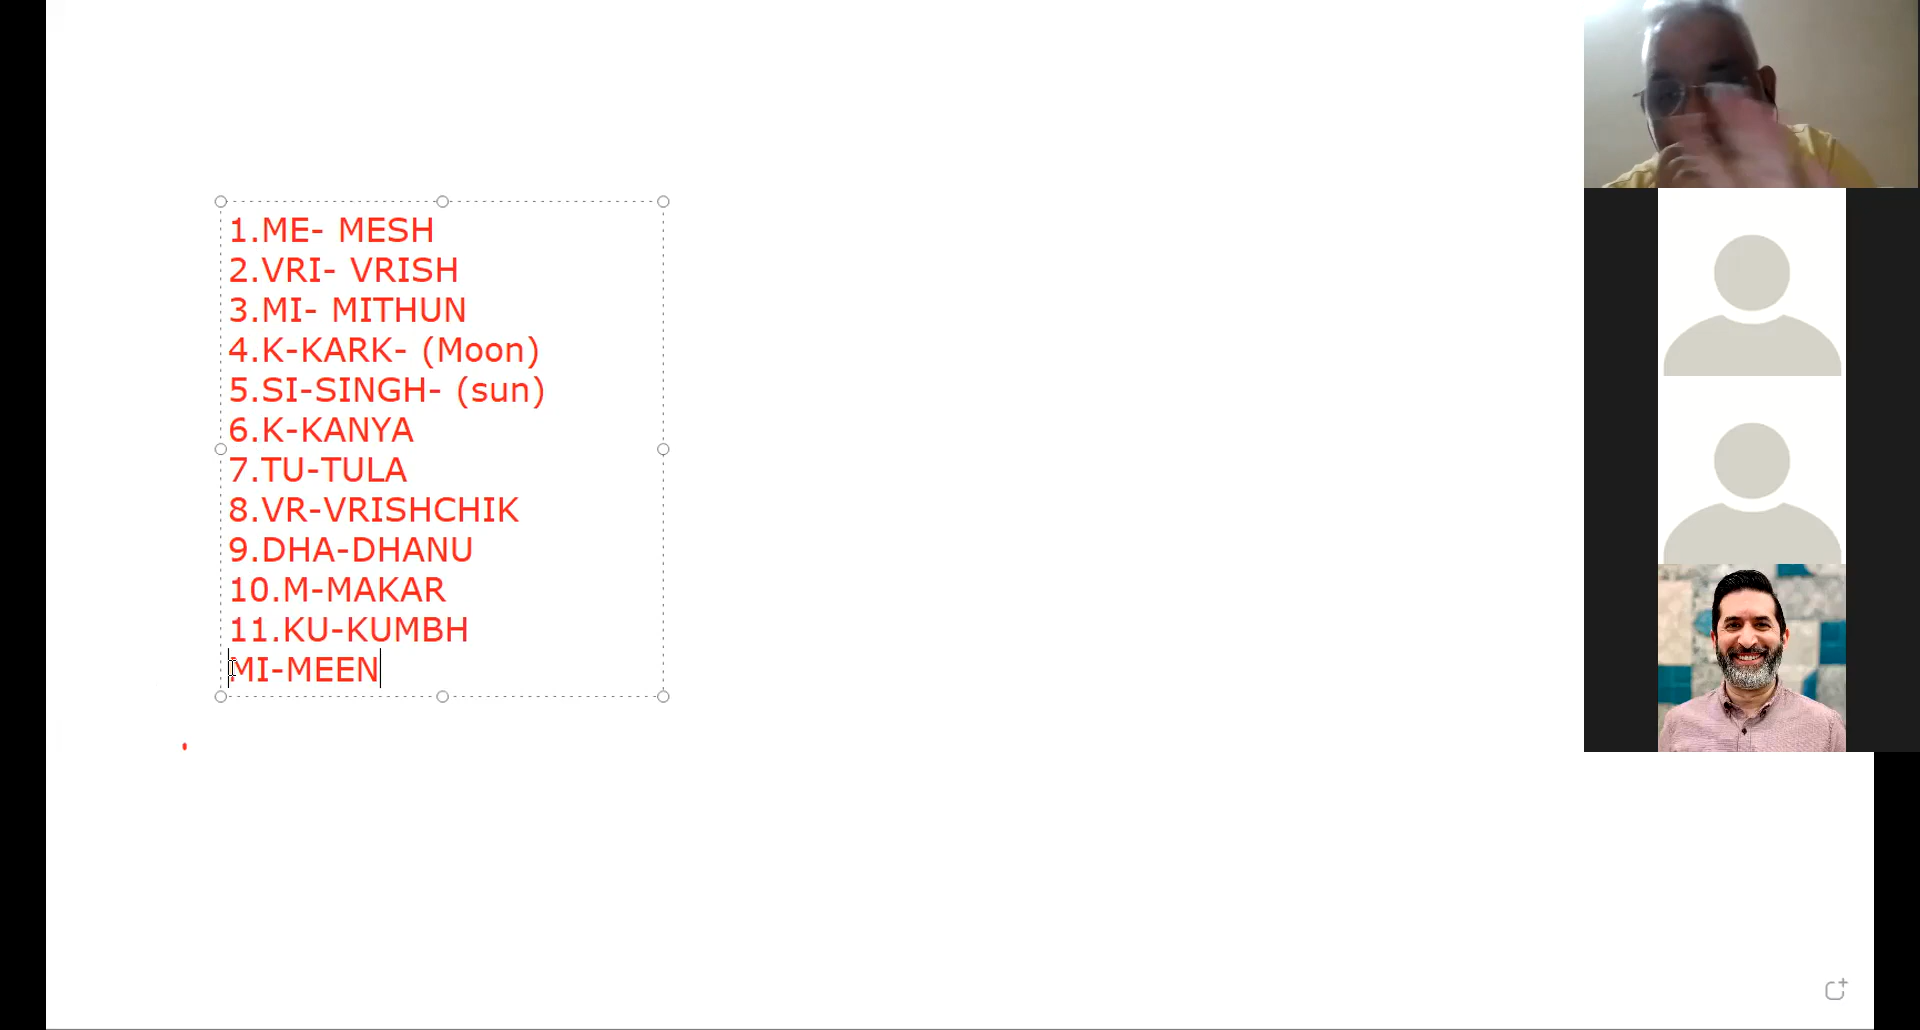 1.ME- MESH
2.VRI- VRISH
3.MI- MITHUN
4.K-KARK- (Moon)
5.SI-SINGH- (sun)
6.K-KANYA
7.TU-TULA
8.VR-VRISHCHIK
9.DHA-DHANU
10.M-MAKAR
11.KU-KUMBH
MI-MEEN